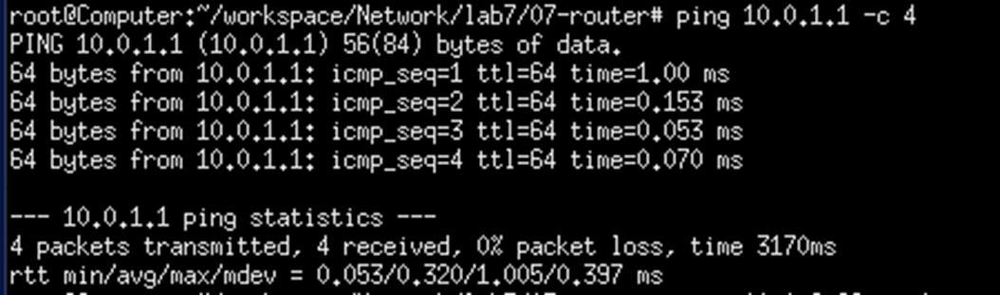 root@Computer:~/workspace/Network/lab7/07-router# ping 10.0.1.1 -c 4
PING 10.0.1.1 (10.0.1.1) 56(84) bytes of data.
64 bytes from 10.0.1.1: icmp_seq=1 ttl=64 time=1.00 ms
64 bytes from 10.0.1.1: icmp_seq=2 ttl=64 time=0.153 ms
64 bytes from 10.0.1.1: icmp_seq=3 ttl=64 time=0.053 ms
64 bytes from 10.0.1.1: icmp_seq=4 ttl=64 time=0.070 ms
--- 10.0.1.1 ping statistics ---
4 packets transmitted, 4 received, 0% packet loss, time 3170ms
rtt min/avg/max/mdev = 0.053/0.320/1.005/0.397 ms